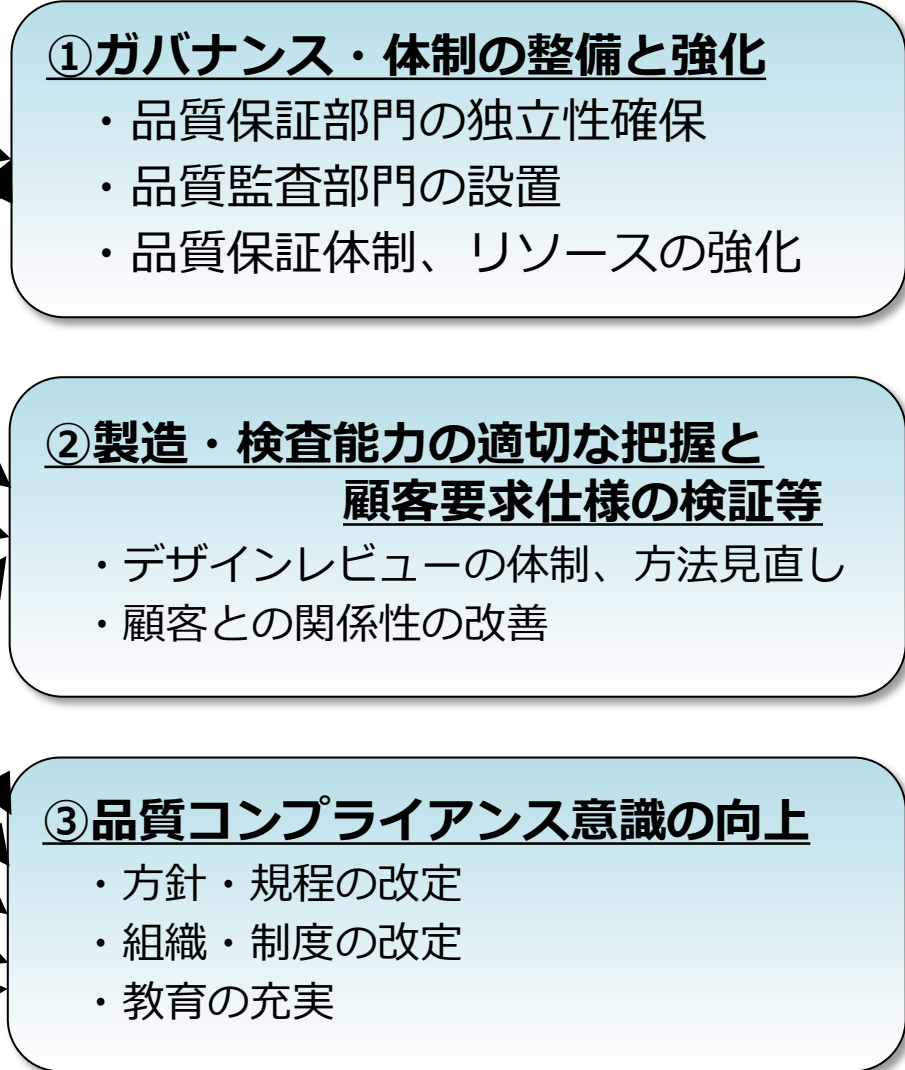 ①ガバナンス・体制の整備と強化
・品質保証部門の独立性確保
・品質監査部門の設置
・品質保証体制、リソースの強化
②製造・検査能力の適切な把握と
顧客要求仕様の検証等
・デザインレビューの体制、方法見直し
・顧客との関係性の改善
③品質コンプライアンス意識の向上
・方針・規程の改定
・組織・制度の改定
・教育の充実